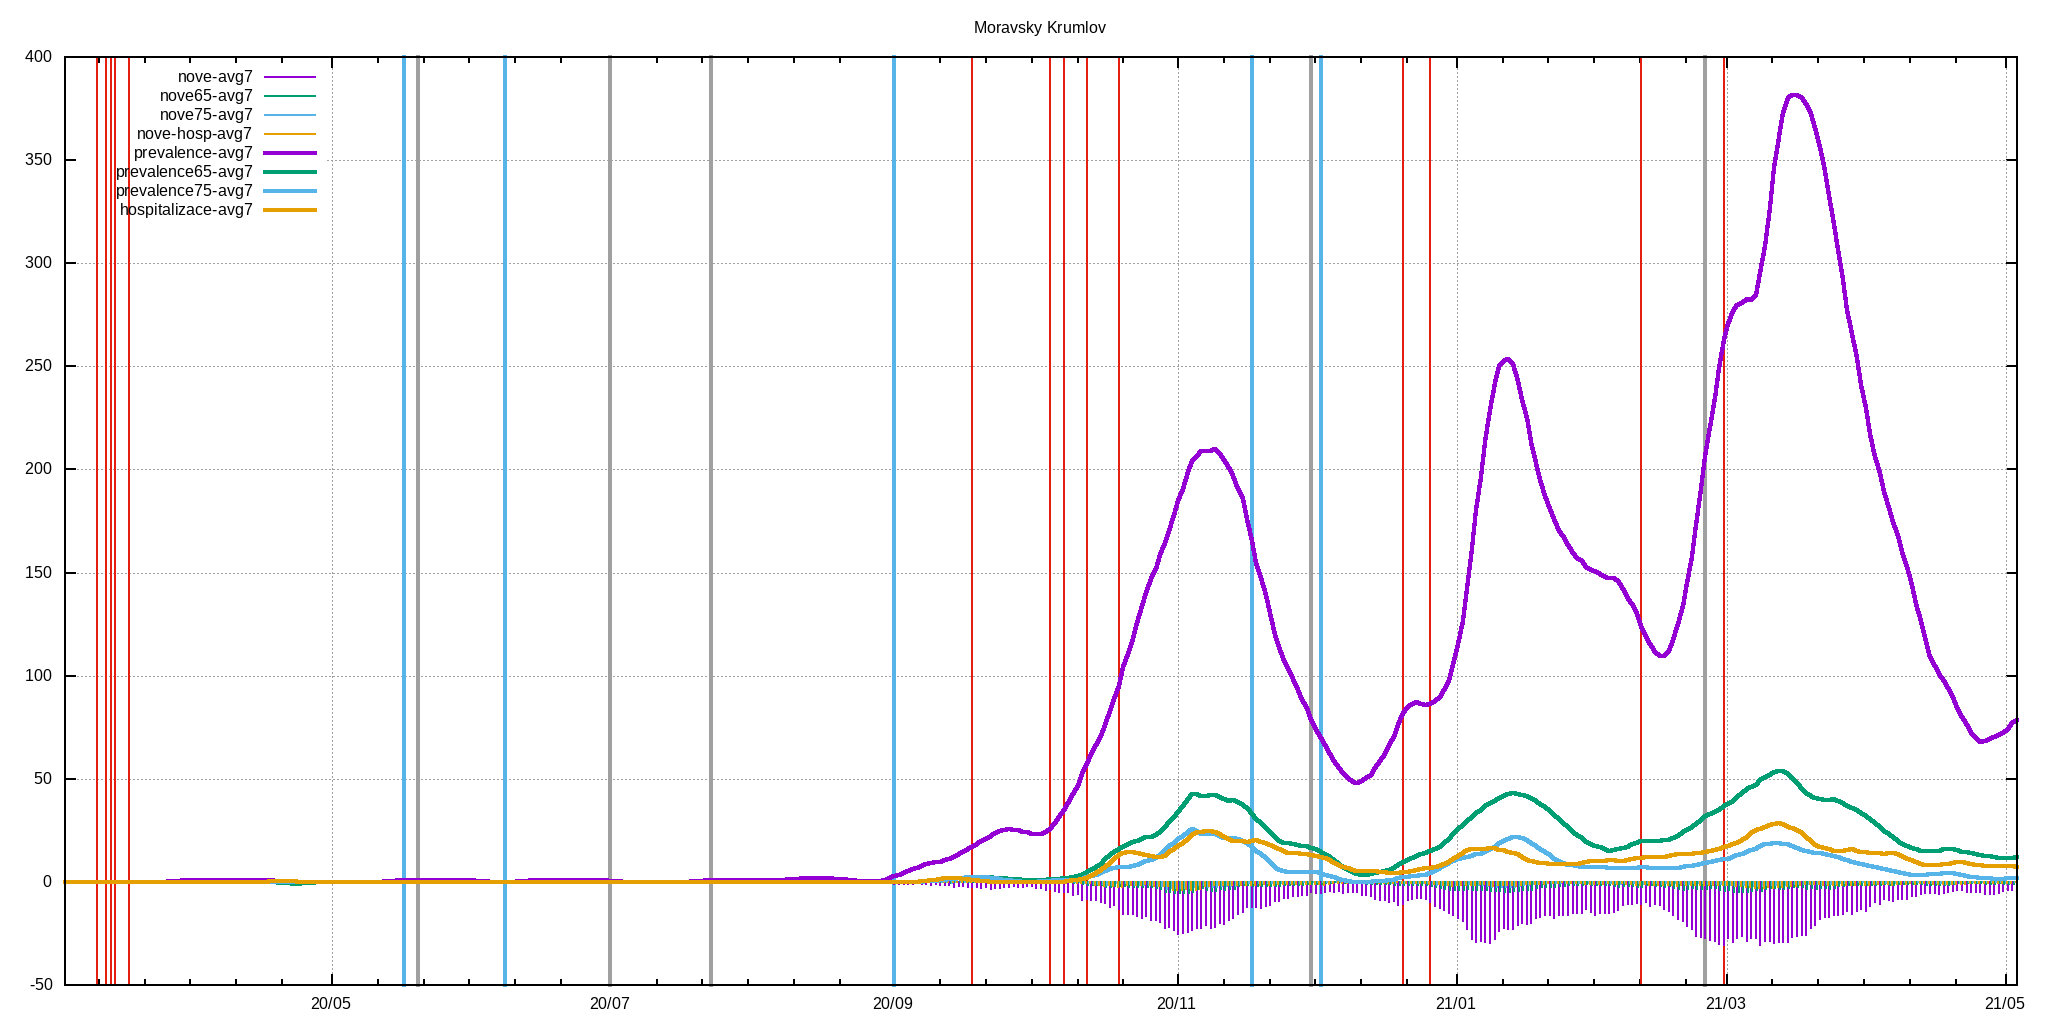 Moravsky Krumlov
400
350
300
250
200
150
100
50
0
-50
nove-avg7
nove65-avg7
nove75-avg7
nove-hosp-avg7
prevalence-avg7
prevalence65-avg7
prevalence75-avg7
hospitalizace-avg7
20/05 20/07 20/09 20/11 21/01 21/03 21/05